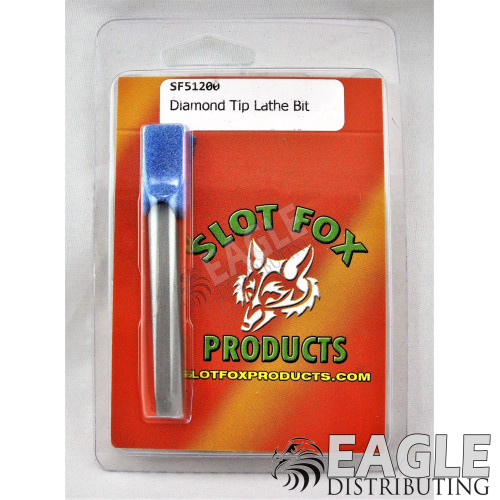 SF51200
Diamond Tip Lathe Bit
SLOT FOX
EAGLE
PRODUCTS
SLOTFOXPRODUCTS.COM
EAGLE
DISTRIBUTING